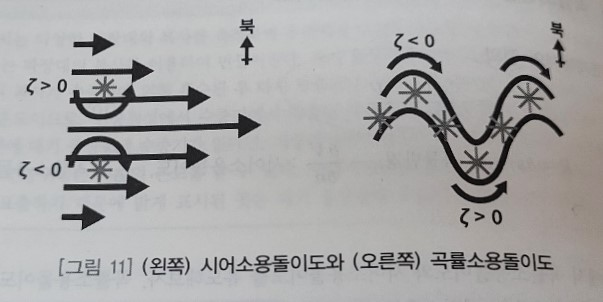 북
ζ > 0
ζ < 0
북
ζ < 0
ζ > 0
[그림 11] (왼쪽) 시어소용돌이도와 (오른쪽) 곡률소용돌이도